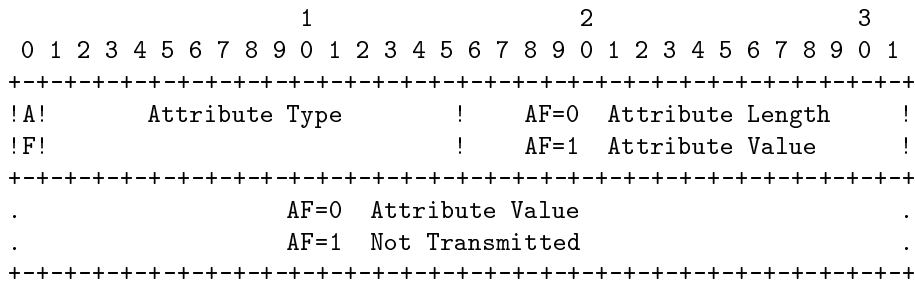 1                   2                   3
 0 1 2 3 4 5 6 7 8 9 0 1 2 3 4 5 6 7 8 9 0 1 2 3 4 5 6 7 8 9 0 1
+-+-+-+-+-+-+-+-+-+-+-+-+-+-+-+-+-+-+-+-+-+-+-+-+-+-+-+-+-+-+-+-+
!A!       Attribute Type        !    AF=0  Attribute Length     !
!F!                             !    AF=1  Attribute Value      !
+-+-+-+-+-+-+-+-+-+-+-+-+-+-+-+-+-+-+-+-+-+-+-+-+-+-+-+-+-+-+-+-+
.                   AF=0  Attribute Value                       .
.                   AF=1  Not Transmitted                       .
+-+-+-+-+-+-+-+-+-+-+-+-+-+-+-+-+-+-+-+-+-+-+-+-+-+-+-+-+-+-+-+-+